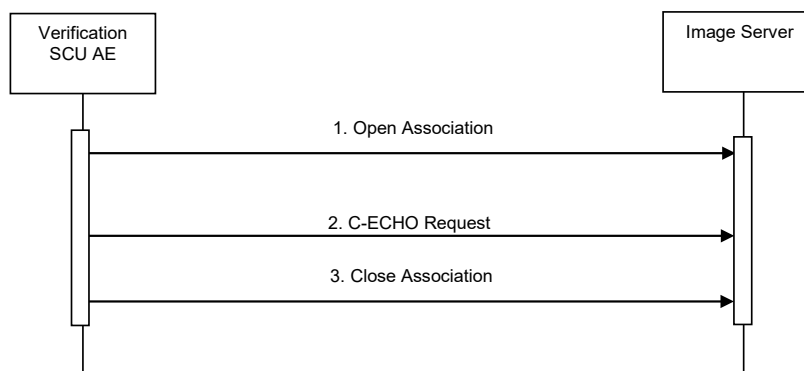 Verification
SCU AE
Image Server
1. Open Association
2. C-ECHO Request
3. Close Association